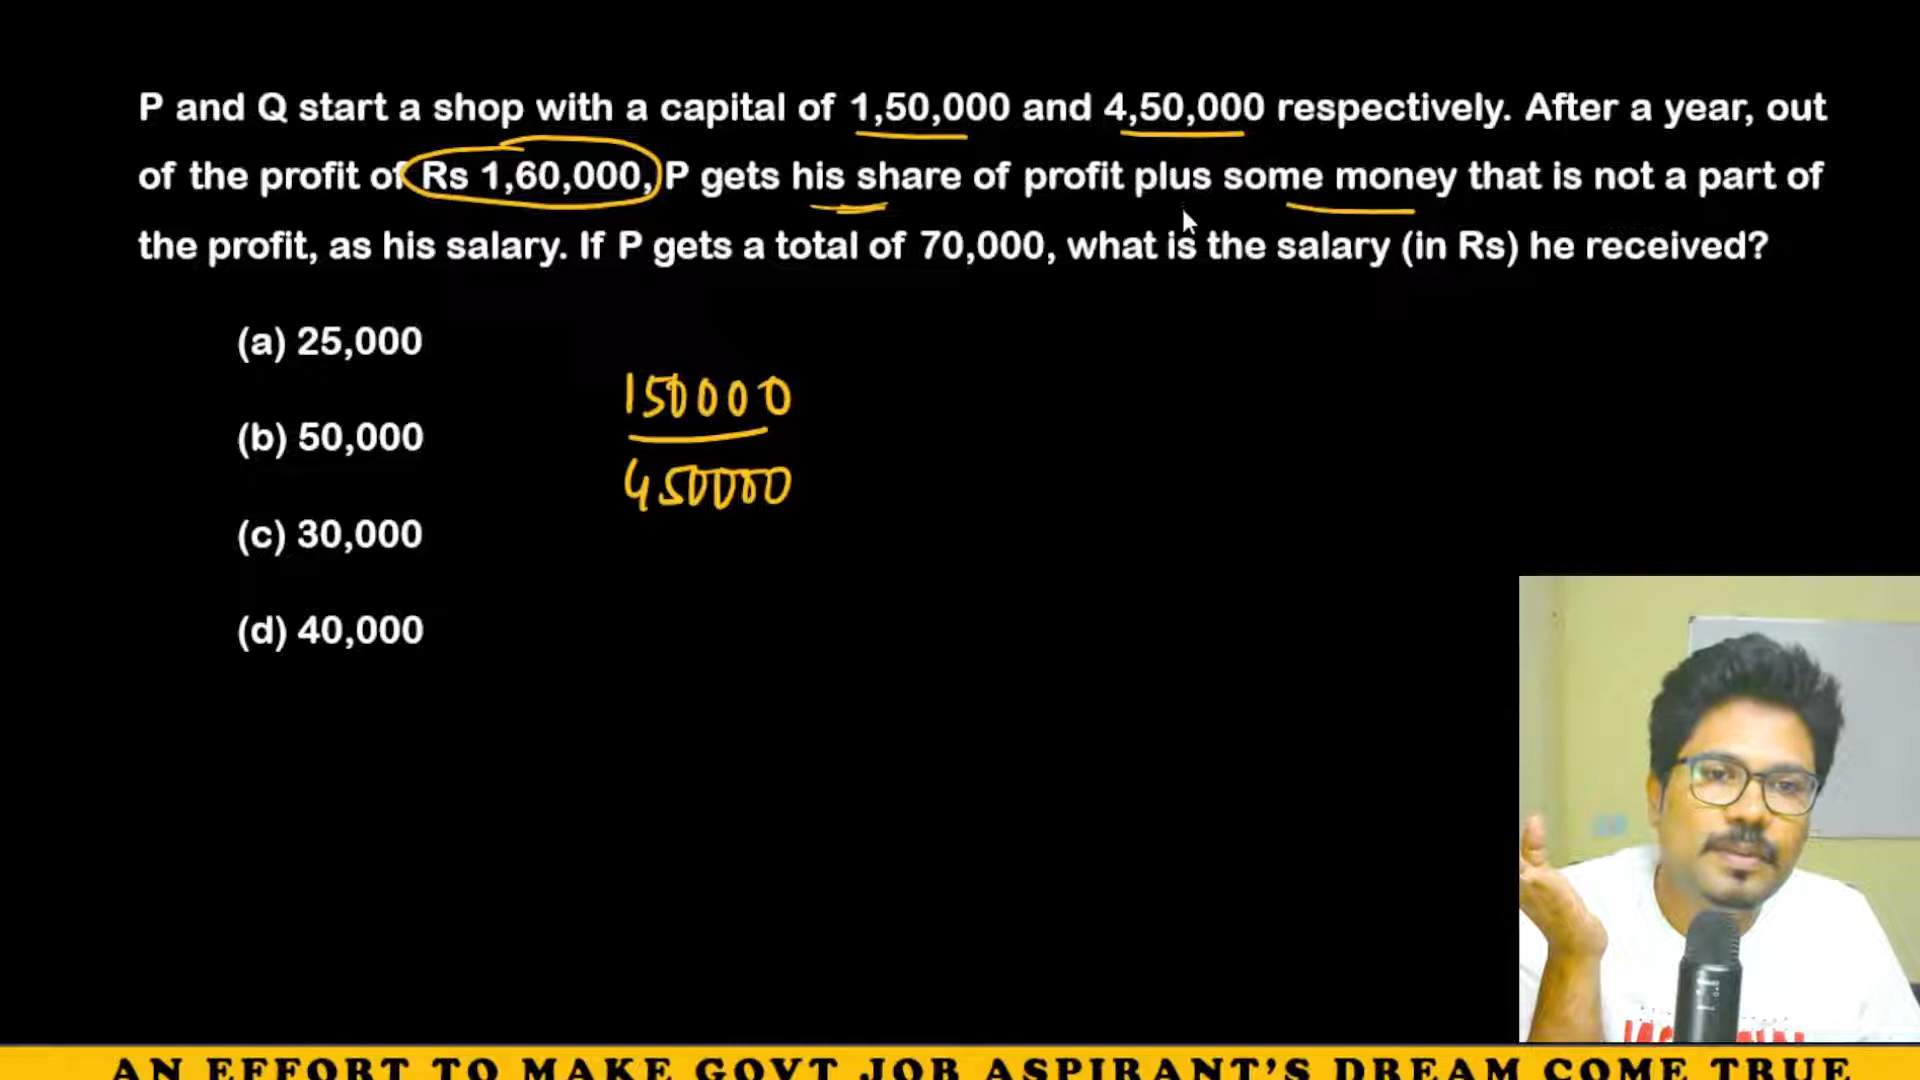 P and Q start a shop with a capital of 1,50,000 and 4,50,000 respectively. After a year, out
of the profit of Rs 1,60,000, P gets his share of profit plus some money that is not a part of
the profit, as his salary. If P gets a total of 70,000, what is the salary (in Rs) he received?
(a) 25,000
(b) 50,000
(c) 30,000
(d) 40,000
150000
450000
AN EFFORT TO MAKE GOVT JOB ASPIRANT'S DREAM COME TRUE